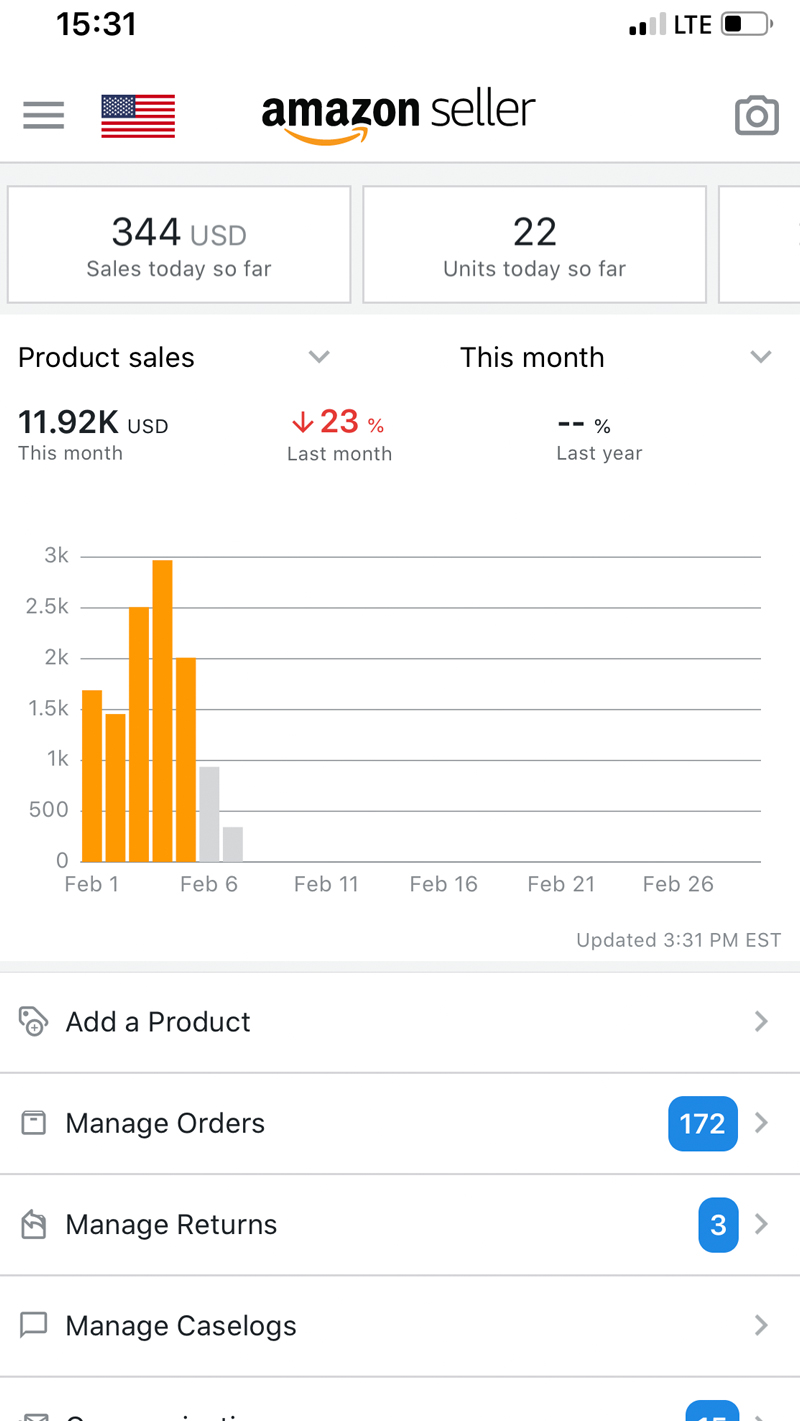 15:31 LTE
amazon seller
344 USD 22
Sales today so far Units today so far
Product sales This month
11.92K USD ↓23 % -- %
This month Last month Last year
3k
2.5k
2k
1.5k
1k
500
0
Feb 1 Feb 6 Feb 11 Feb 16 Feb 21 Feb 26
Updated 3:31 PM EST
Add a Product
Manage Orders 172
Manage Returns 3
Manage Caselogs